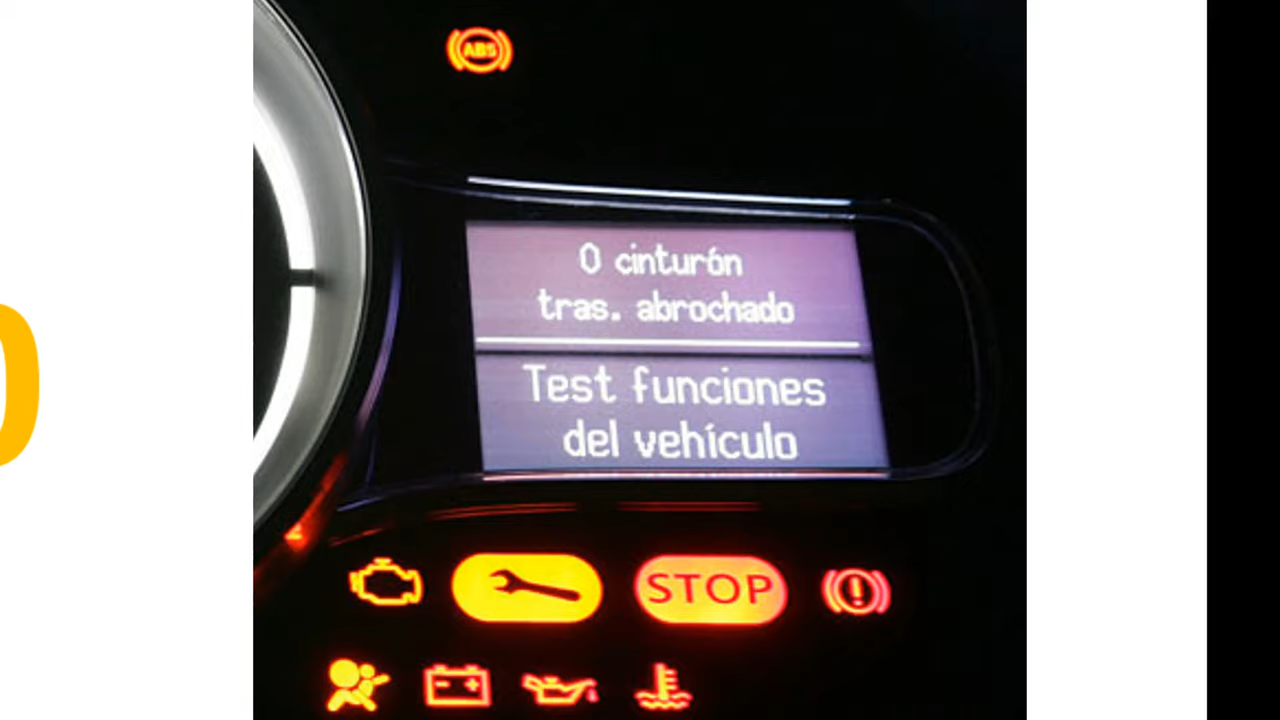 ABS
0 cinturón
tras. abrochado
Test funciones
del vehículo
STOP